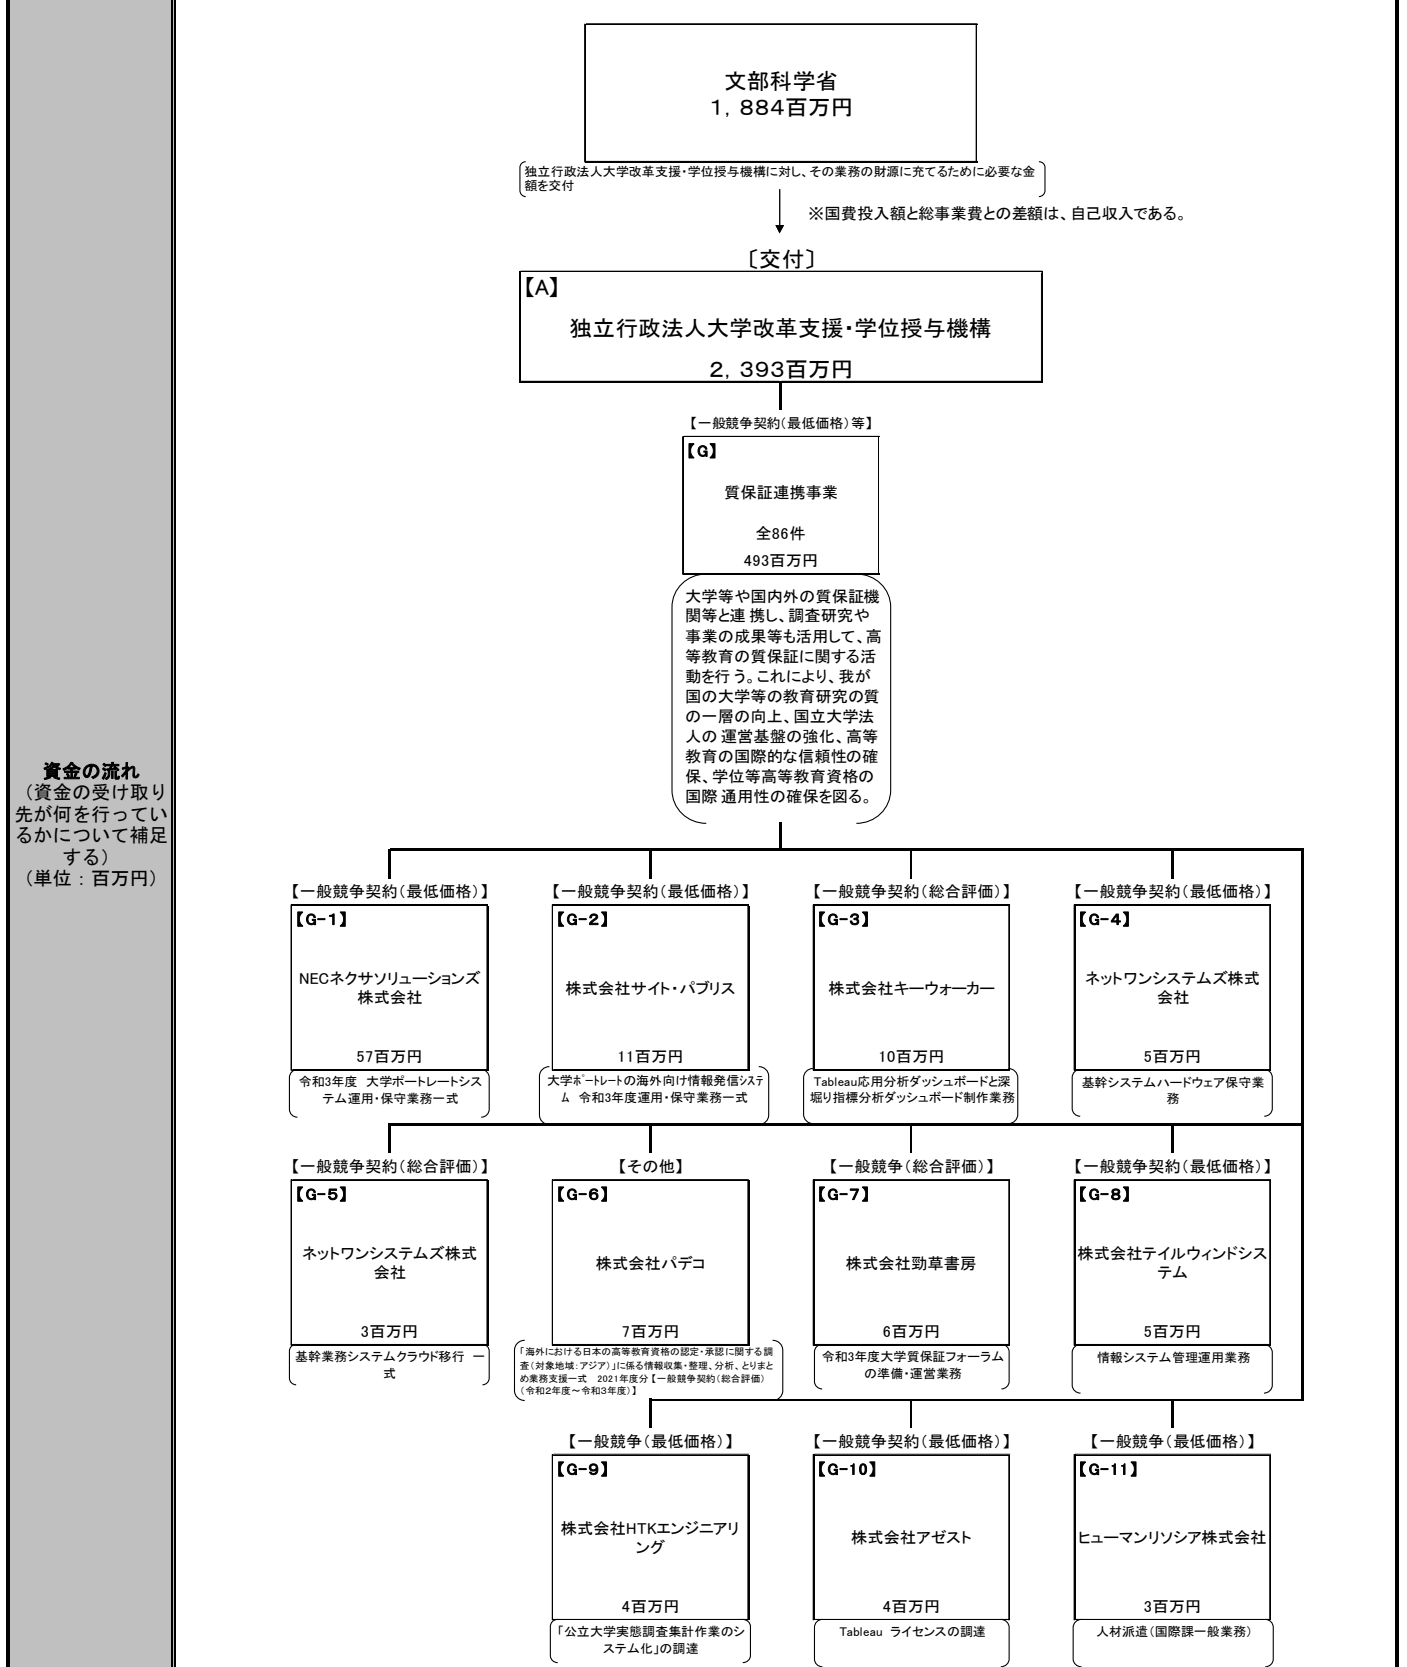 文部科学省
1，884百万円
独立行政法人大学改革支援・学位授与機構に対し、その業務の財源に充てるために必要な金
額を交付
※国費投入額と総事業費との差額は、自己収入である。
〔交付〕
【A】
独立行政法人大学改革支援・学位授与機構
2，393百万円
【一般競争契約（最低価格）等】
【G】
質保証連携事業
全86件
493百万円
大学等や国内外の質保証機
関等と連 携し、調査研究や
事業の成果等も活用して、高
等教育の質保証に関する活
動を行 う。これにより、我が
国の大学等の教育研究の質
の一層の向上、国立大学法
人の 運営基盤の強化、高等
教育の国際的な信頼性の確
保、学位等高等教育資格の
国際 通用性の確保を図る。
資金の流れ
（資金の受け取り
先が何を行ってい
るかについて補足
する）
（単位：百万円）
【一般競争契約（最低価格）】
【G-1】
NECネクサソリューションズ
株式会社
57百万円
令和3年度　大学ポートレートシス
テム運用・保守業務一式
【一般競争契約（最低価格）】
【G-2】
株式会社サイト・パブリス
11百万円
大学ﾎﾟｰﾄﾚｰﾄの海外向け情報発信ｼｽﾃ
ﾑ　令和3年度運用・保守業務一式
【一般競争契約（総合評価）】
【G-3】
株式会社キーウォーカー
10百万円
Tableau応用分析ダッシュボードと深
堀り指標分析ダッシュボード制作業務
【一般競争契約（最低価格）】
【G-4】
ネットワンシステムズ株式
会社
5百万円
基幹システムハードウェア保守業
務
【一般競争契約（総合評価）】
【G-5】
ネットワンシステムズ株式
会社
3百万円
基幹業務システムクラウド移行　一
式
【その他】
【G-6】
株式会社パデコ
7百万円
「海外における日本の高等教育資格の認定・承認に関する調
査（対象地域：アジア）」に係る情報収集・整理、分析、とりまと
め業務支援一式　2021年度分【一般競争契約（総合評価）
（令和2年度～令和3年度）】
【一般競争（総合評価）】
【G-7】
株式会社勁草書房
6百万円
令和3年度大学質保証フォーラム
の準備・運営業務
【一般競争契約（最低価格）】
【G-8】
株式会社テイルウィンドシス
テム
5百万円
情報システム管理運用業務
【一般競争（最低価格）】
【G-9】
株式会社HTKエンジニアリ
ング
4百万円
「公立大学実態調査集計作業のシ
ステム化」の調達
【一般競争契約（最低価格）】
【G-10】
株式会社アゼスト
4百万円
Tableau ライセンスの調達
【一般競争（最低価格）】
【G-11】
ヒューマンリソシア株式会社
3百万円
人材派遣（国際課一般業務）